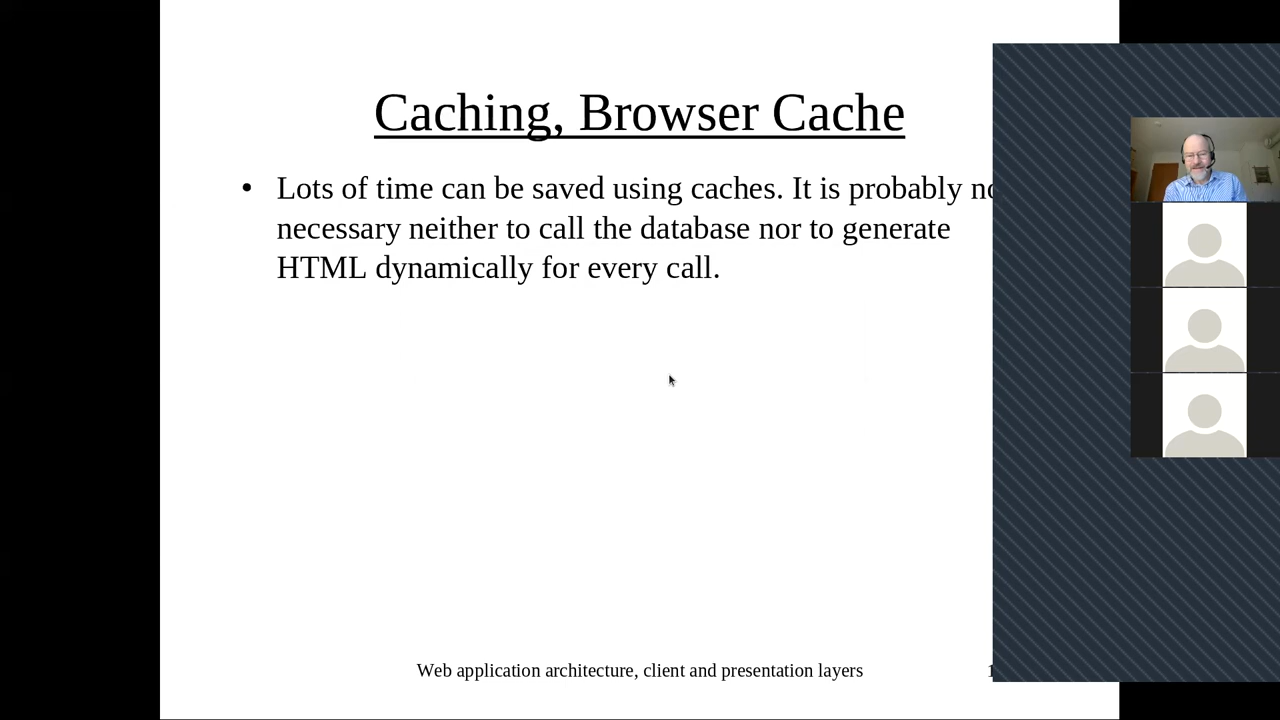 Caching, Browser Cache
• Lots of time can be saved using caches. It is probably
necessary neither to call the database nor to generate
HTML dynamically for every call.
Web application architecture, client and presentation layers